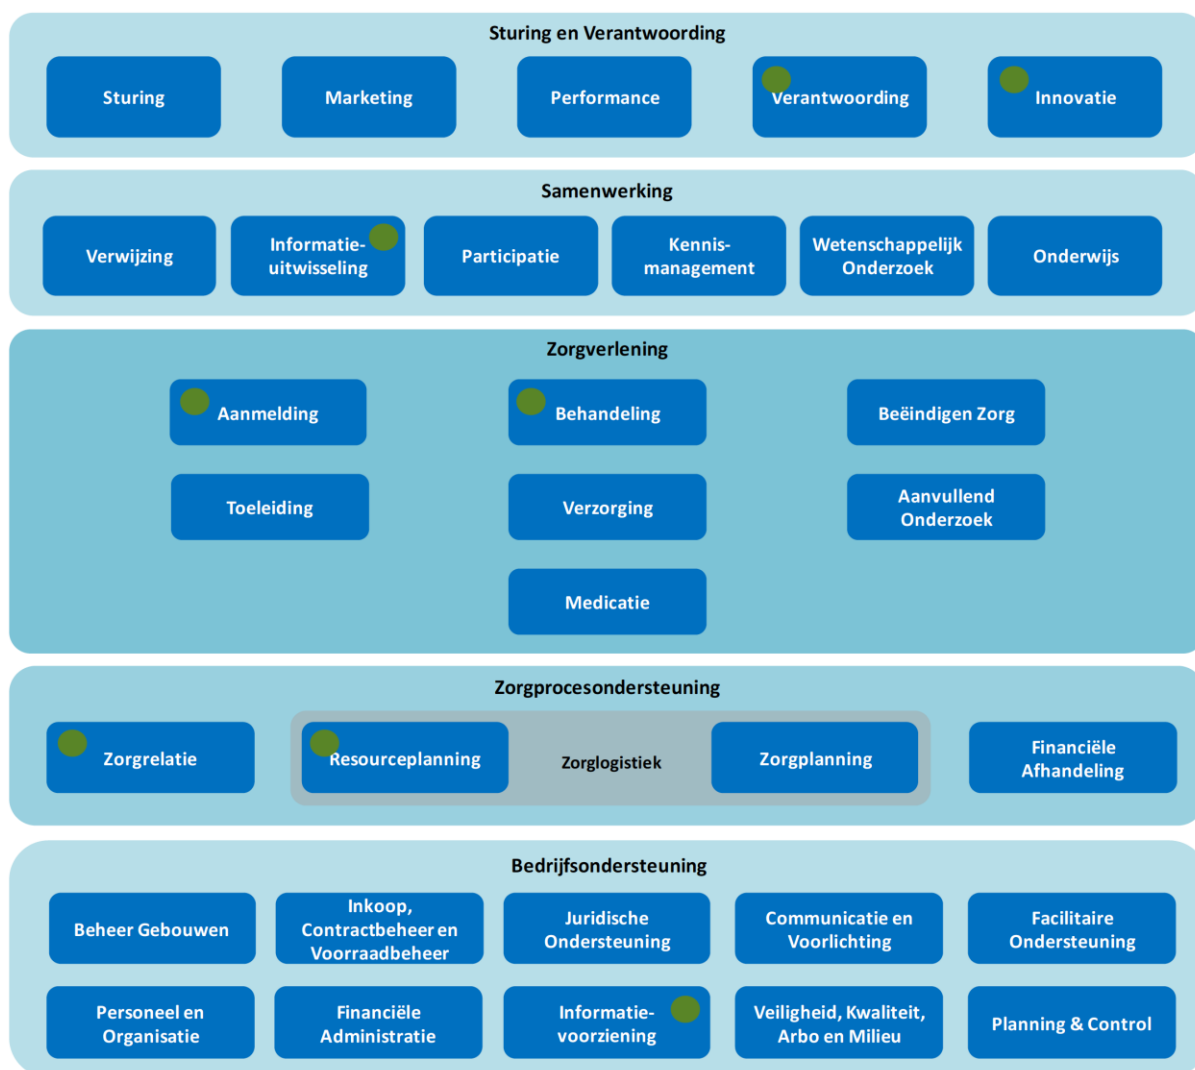 Sturing en Verantwoording
Sturing
Marketing
Performance
Verantwoording
Innovatie
Samenwerking
Verwijzing
Informatie-
uitwisseling
Participatie
Kennis-
management
Wetenschappelijk
Onderzoek
Onderwijs
Zorgverlening
Aanmelding
Behandeling
Beëindigen Zorg
Toeleiding
Verzorging
Aanvullend
Onderzoek
Medicatie
Zorgprocesondersteuning
Zorgrelatie
Resourceplanning
Zorglogistiek
Zorgplanning
Financiële
Afhandeling
Bedrijfsondersteuning
Beheer Gebouwen
Inkoop,
Contractbeheer en
Voorraadbeheer
Juridische
Ondersteuning
Communicatie en
Voorlichting
Facilitaire
Ondersteuning
Personeel en
Organisatie
Financiële
Administratie
Informatie-
voorziening
Veiligheid, Kwaliteit,
Arbo en Milieu
Planning & Control